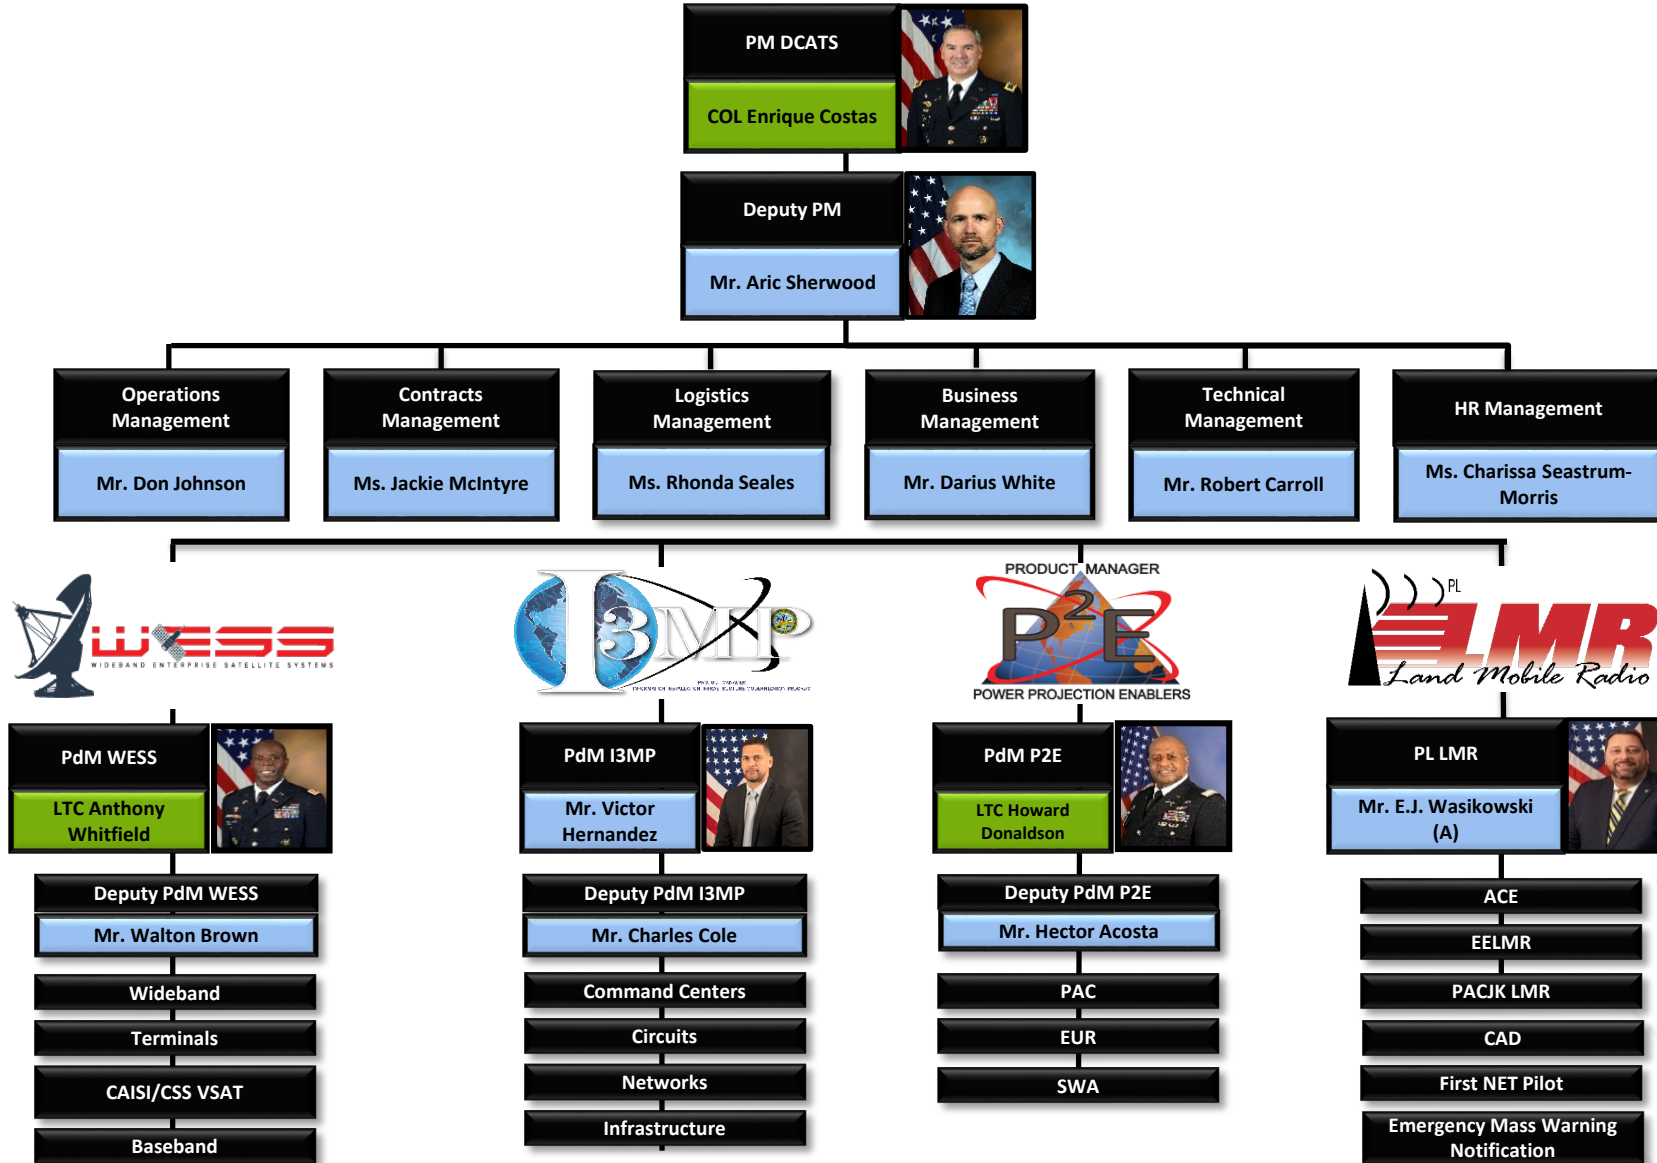 PM DCATS
COL Enrique Costas
Deputy PM
Mr. Aric Sherwood
Operations
Management
Mr. Don Johnson
Contracts
Management
Ms. Jackie McIntyre
Logistics
Management
Ms. Rhonda Seales
Business
Management
Mr. Darius White
Technical
Management
Mr. Robert Carroll
HR Management
Ms. Charissa Seastrum-
Morris
WESS
WIDEBAND ENTERPRISE SATELLITE SYSTEMS
I3MP
PRODUCT MANAGER
P2E
POWER PROJECTION ENABLERS
PL
LMR
Land Mobile Radio
PdM WESS
LTC Anthony
Whitfield
Deputy PdM WESS
Mr. Walton Brown
Wideband
Terminals
CAISI/CSS VSAT
Baseband
PdM I3MP
Mr. Victor
Hernandez
Deputy PdM I3MP
Mr. Charles Cole
Command Centers
Circuits
Networks
Infrastructure
PdM P2E
LTC Howard
Donaldson
Deputy PdM P2E
Mr. Hector Acosta
PAC
EUR
SWA
PL LMR
Mr. E.J. Wasikowski
(A)
ACE
EELMR
PACJK LMR
CAD
First NET Pilot
Emergency Mass Warning
Notification